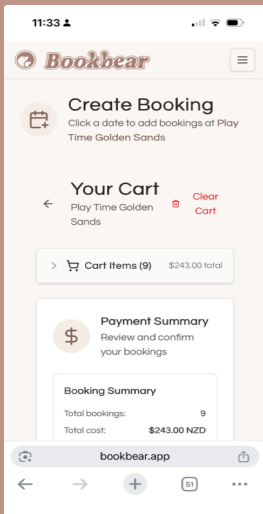 11:33
Bookbear
Create Booking
Click a date to add bookings at Play
Time Golden Sands
Your Cart
Play Time Golden
Sands
Clear
Cart
Cart Items (9)
$243.00 total
Payment Summary
Review and confirm
your bookings
Booking Summary
Total bookings: 9
Total cost: $243.00 NZD
bookbear.app
51